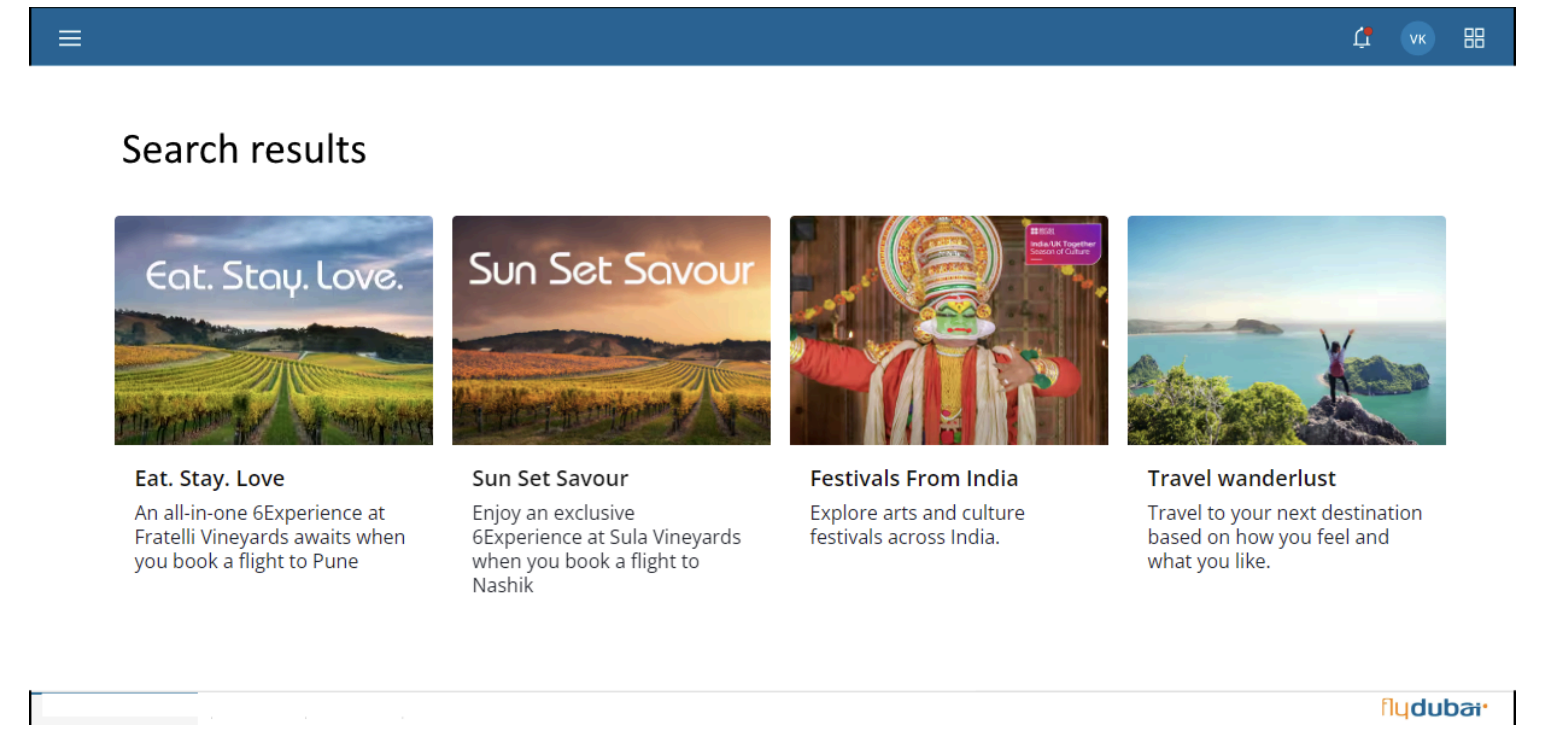 VK
Search results
Eat. Stay. Love.
Sun Set Savour
India/UK Together
Season of Culture
Eat. Stay. Love
An all-in-one 6Experience at
Fratelli Vineyards awaits when
you book a flight to Pune
Sun Set Savour
Enjoy an exclusive
6Experience at Sula Vineyards
when you book a flight to
Nashik
Festivals From India
Explore arts and culture
festivals across India.
Travel wanderlust
Travel to your next destination
based on how you feel and
what you like.
flydubai